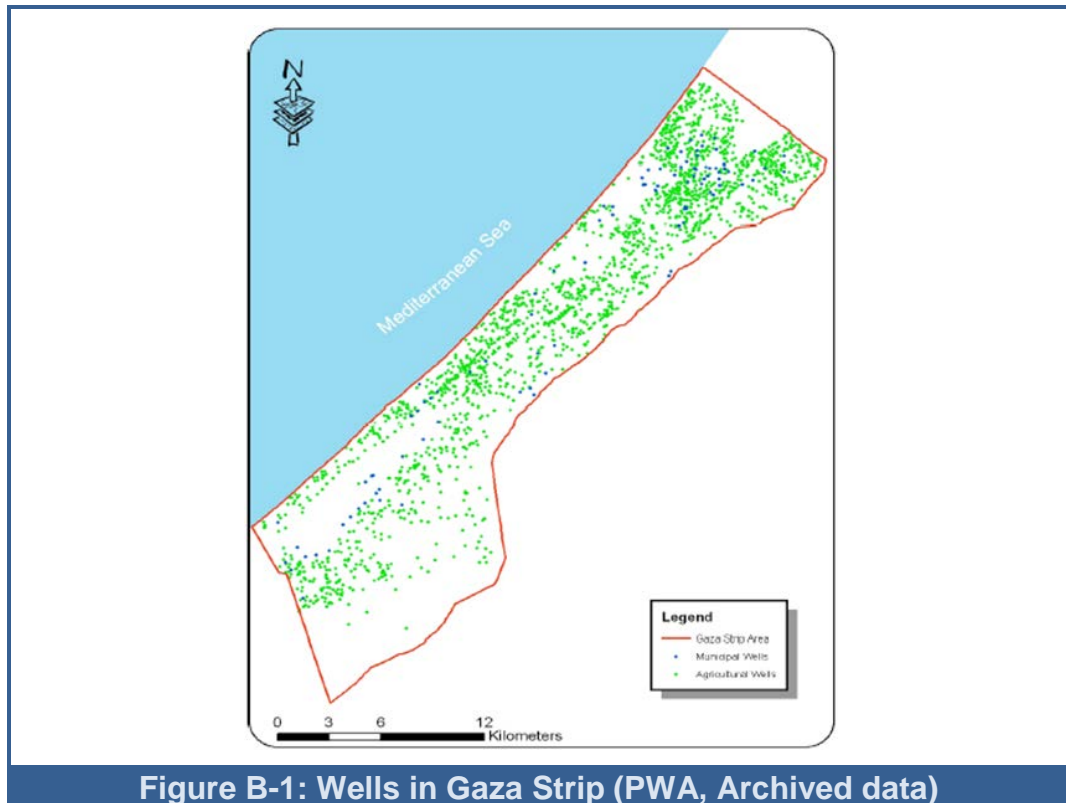 N
Mediterranean Sea
Legend
Gaza Strip Area
Municipal Wells
Agricultural Wells
0 3 6 12
Kilometers
Figure B-1: Wells in Gaza Strip (PWA, Archived data)